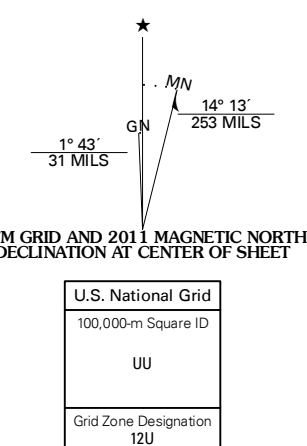 ★
MN
GN
14° 13´
253 MILS
1° 43´
31 MILS
M GRID AND 2011 MAGNETIC NORTH
DECLINATION AT CENTER OF SHEET
U.S. National Grid
100,000-m Square ID
UU
Grid Zone Designation
12U